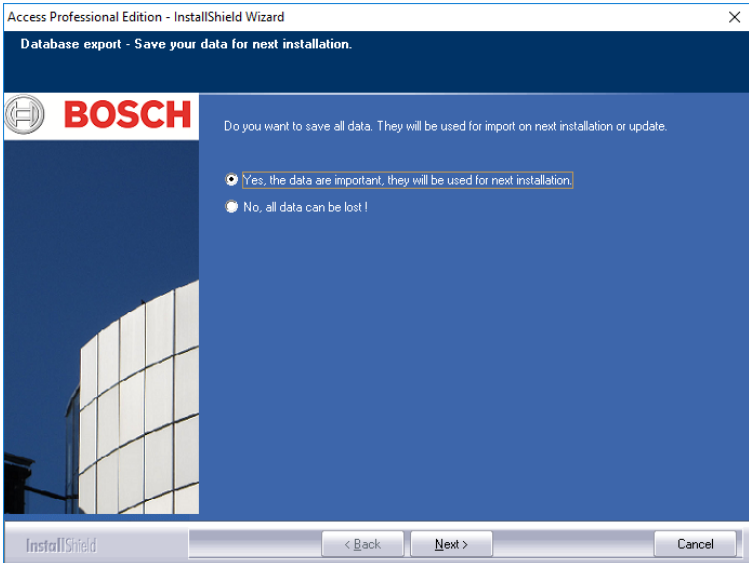 Access Professional Edition - InstallShield Wizard
Database export - Save your data for next installation.
BOSCH
Do you want to save all data. They will be used for import on next installation or update.
Yes, the data are important, they will be used for next installation.
No, all data can be lost !
InstallShield
< Back
Next >
Cancel